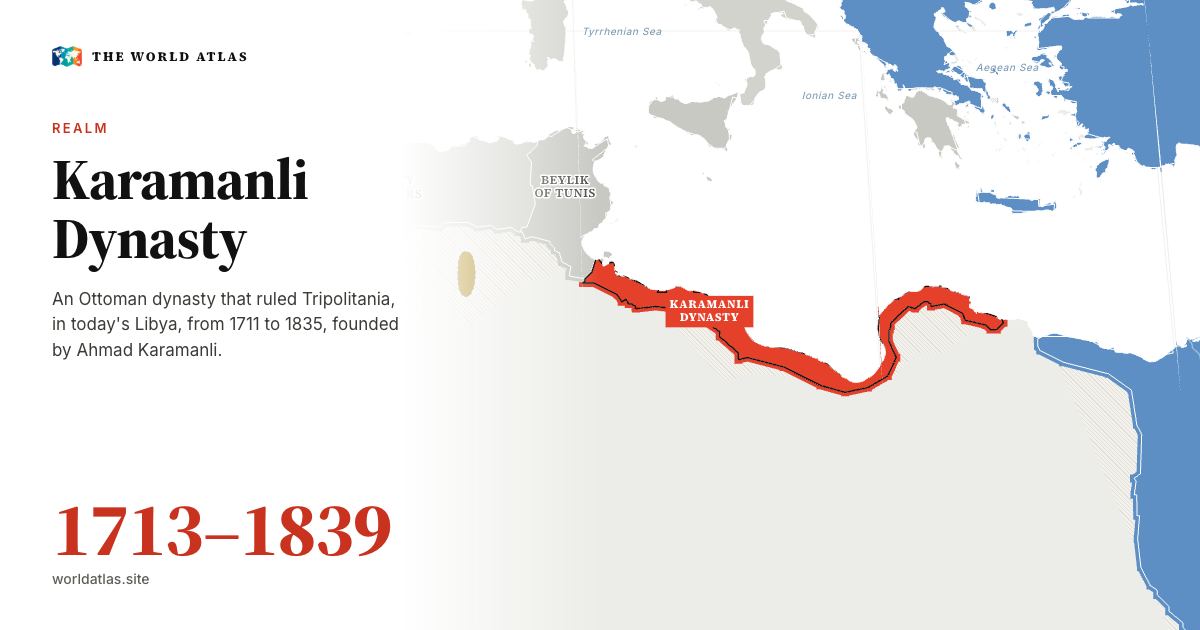 THE WORLD ATLAS
REALM
Karamanli
Dynasty
An Ottoman dynasty that ruled Tripolitania,
in today's Libya, from 1711 to 1835, founded
by Ahmad Karamanli.
1713–1839
worldatlas.site
Tyrrhenian Sea
Ionian Sea
Aegean Sea
BEYLIK
OF TUNIS
KARAMANLI
DYNASTY